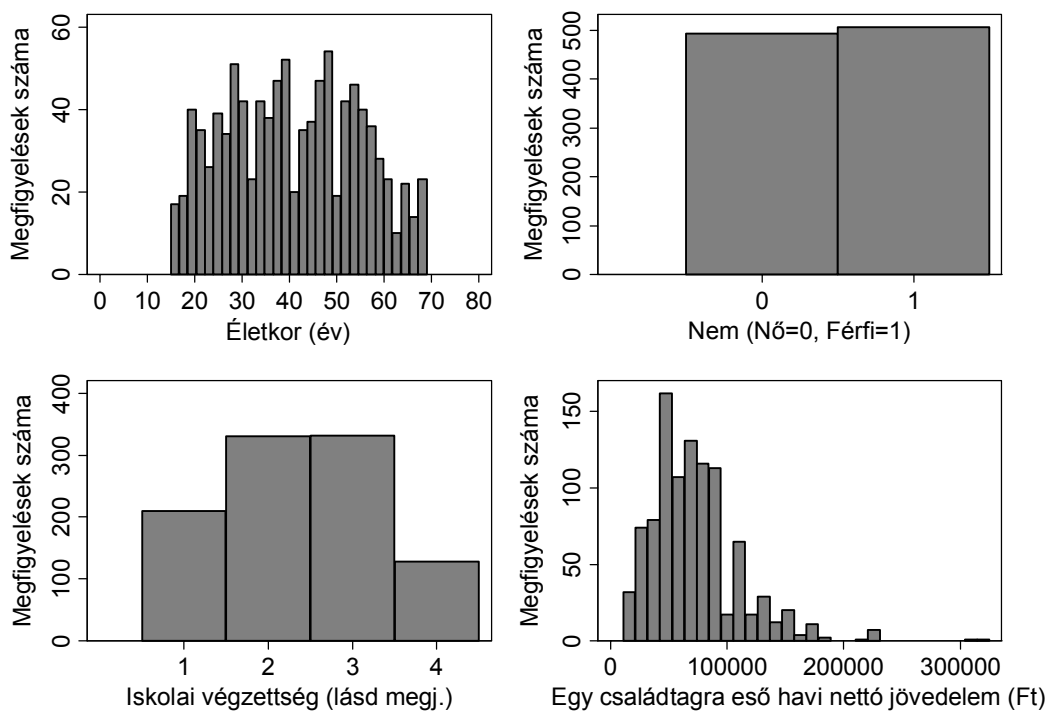 Megfigyelések száma
0 20 40 60
0 10 20 30 40 50 60 70 80
Életkor (év)
Megfigyelések száma
0 100 200 300 400 500
0 1
Nem (Nő=0, Férfi=1)
Megfigyelések száma
0 100 200 300 400
1 2 3 4
Iskolai végzettség (lásd megj.)
Megfigyelések száma
0 50 100 150
0 100000 200000 300000
Egy családtagra eső havi nettó jövedelem (Ft)